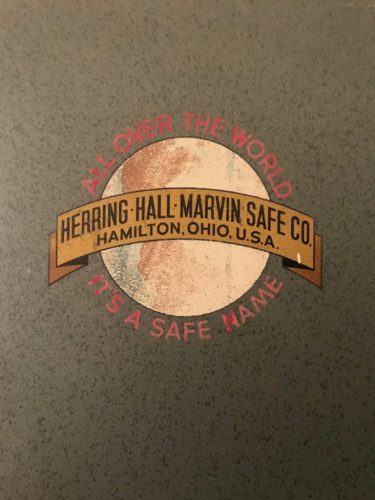 ALL OVER THE WORLD
HERRING·HALL·MARVIN SAFE CO.
HAMILTON, OHIO, U.S.A.
IT'S A SAFE NAME